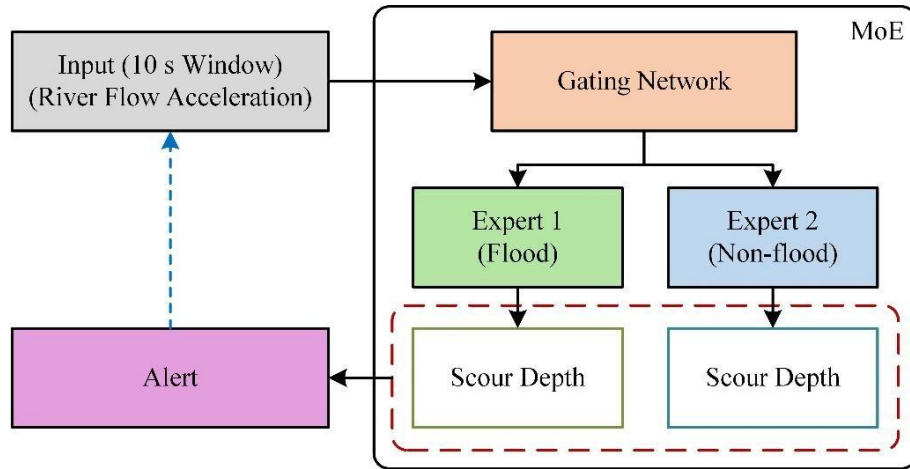 MoE
Input (10 s Window)
(River Flow Acceleration)
Gating Network
Expert 1
(Flood)
Expert 2
(Non-flood)
Alert
Scour Depth
Scour Depth